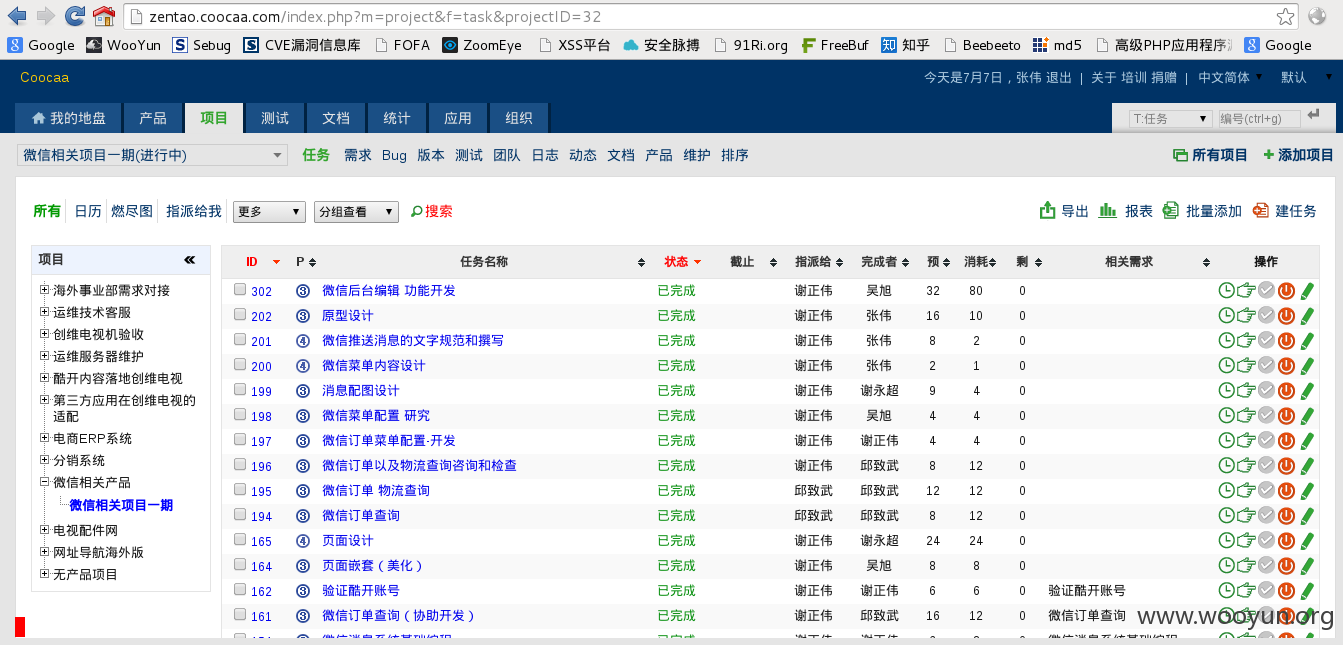 zentao.coocaa.com/index.php?m=project&f=task&projectID=32
Google WooYun Sebug CVE漏洞信息库 FOFA ZoomEye XSS平台 安全脉搏 91Ri.org FreeBuf 知乎 Beebeeto md5 高级PHP应用程序 Google
Coocaa 今天是7月7日 , 张伟 退出 | 关于 培训 捐赠 | 中文简体 默认
我的地盘 产品 项目 测试 文档 统计 应用 组织 T:任务 编号(ctrl+g)
微信相关项目一期(进行中) 任务 需求 Bug 版本 测试 团队 日志 动态 文档 产品 维护 排序 所有项目 添加项目
所有 日历 燃尽图 指派给我 更多 分组查看 搜索 导出 报表 批量添加 建任务
项目 «
海外事业部需求对接
运维技术客服
创维电视机验收
运维服务器维护
酷开内容落地创维电视
第三方应用在创维电视的
适配
电商ERP系统
分销系统
微信相关产品
微信相关项目一期
电视配件网
网址导航海外版
无产品项目
ID P 任务名称 状态 截止 指派给 完成者 预 消耗 剩 相关需求 操作
302 3 微信后台编辑 功能开发 已完成 谢正伟 吴旭 32 80 0
202 3 原型设计 已完成 谢正伟 张伟 16 10 0
201 4 微信推送消息的文字规范和撰写 已完成 谢正伟 张伟 8 2 0
200 4 微信菜单内容设计 已完成 谢正伟 张伟 2 1 0
199 3 消息配图设计 已完成 谢正伟 谢永超 9 4 0
198 3 微信菜单配置 研究 已完成 谢正伟 吴旭 4 4 0
197 3 微信订单菜单配置-开发 已完成 谢正伟 谢正伟 4 4 0
196 3 微信订单以及物流查询咨询和检查 已完成 谢正伟 邱致武 8 12 0
195 3 微信订单 物流查询 已完成 邱致武 邱致武 12 12 0
194 3 微信订单查询 已完成 邱致武 邱致武 8 12 0
165 4 页面设计 已完成 谢正伟 谢永超 24 24 0
164 3 页面嵌套（美化） 已完成 谢正伟 吴旭 8 8 0
162 3 验证酷开账号 已完成 谢正伟 谢正伟 6 6 0 验证酷开账号
161 3 微信订单查询（协助开发） 已完成 谢正伟 邱致武 16 12 0 微信订单查询
www.wooyun.org